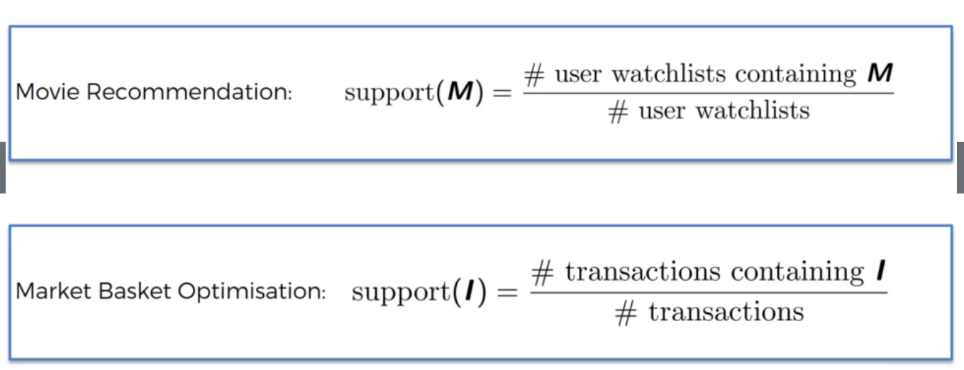 Movie Recommendation: support(M) = # user watchlists containing M / # user watchlists
Market Basket Optimisation: support(I) = # transactions containing I / # transactions